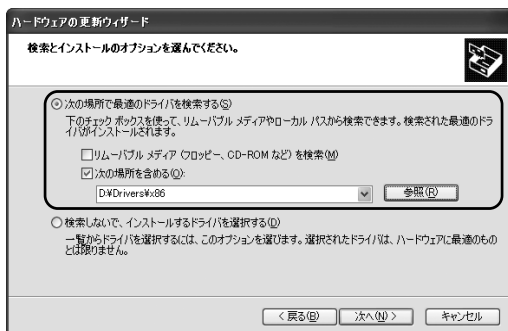 ハードウェアの更新ウィザード
検索とインストールのオプションを選んでください。
次の場所で最適のドライバを検索する(S)
下のチェック ボックスを使って、リムーバブル メディアやローカル パスから検索できます。検索された最適のドラ
イバがインストールされます。
リムーバブル メディア (フロッピー、CD-ROM など) を検索(M)
次の場所を含める(O):
D:¥Drivers¥x86
参照(R)
検索しないで、インストールするドライバを選択する(D)
一覧からドライバを選択するには、このオプションを選びます。選択されたドライバは、ハードウェアに最適のもの
とは限りません。
< 戻る(B)
次へ(N) >
キャンセル